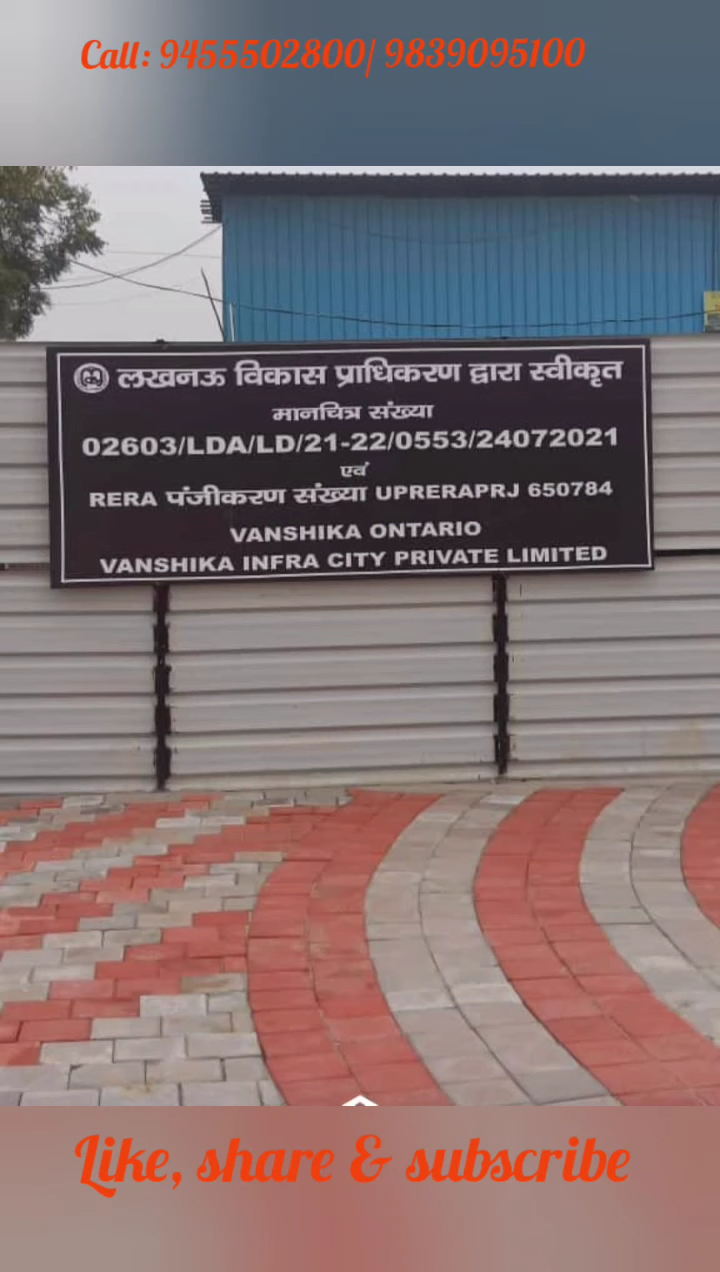 Call: 9455502800/ 9839095100
लखनऊ विकास प्राधिकरण द्वारा स्वीकृत
मानचित्र संख्या
02603/LDA/LD/21-22/0553/24072021
एवं
RERA पंजीकरण संख्या UPRERAPRJ 650784
VANSHIKA ONTARIO
VANSHIKA INFRA CITY PRIVATE LIMITED
Like, share & subscribe